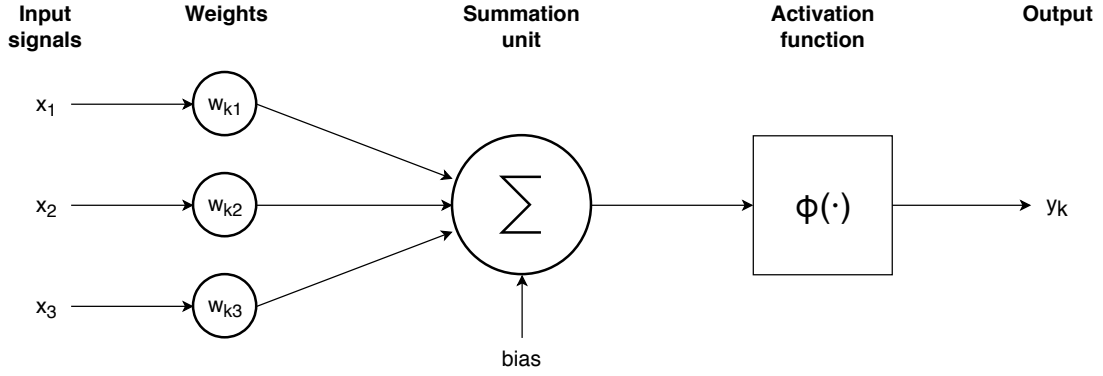 Input
signals
Weights
Summation
unit
Activation
function
Output
x1
wk1
x2
wk2
∑
ϕ(·)
yk
x3
wk3
bias